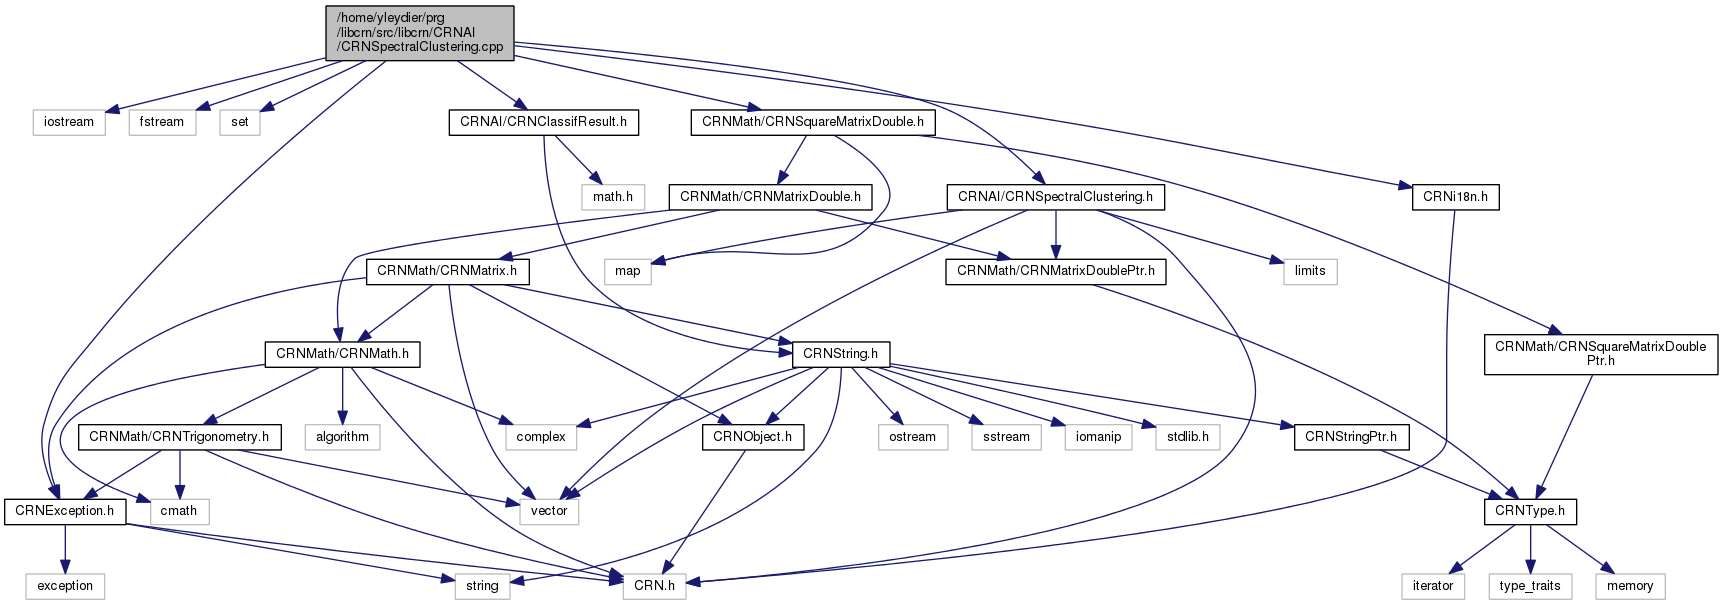 /home/yleydier/prg
/libcrn/src/libcrn/CRNAI
/CRNSpectralClustering.cpp
iostream
fstream
set
CRNAI/CRNClassifResult.h
CRNMath/CRNSquareMatrixDouble.h
math.h
CRNMath/CRNMatrixDouble.h
CRNAI/CRNSpectralClustering.h
CRNi18n.h
CRNMath/CRNMatrix.h
map
CRNMath/CRNMatrixDoublePtr.h
limits
CRNMath/CRNMath.h
CRNString.h
CRNMath/CRNSquareMatrixDouble
Ptr.h
CRNMath/CRNTrigonometry.h
algorithm
complex
CRNObject.h
ostream
sstream
iomanip
stdlib.h
CRNStringPtr.h
CRNException.h
cmath
vector
CRNType.h
exception
string
CRN.h
iterator
type_traits
memory